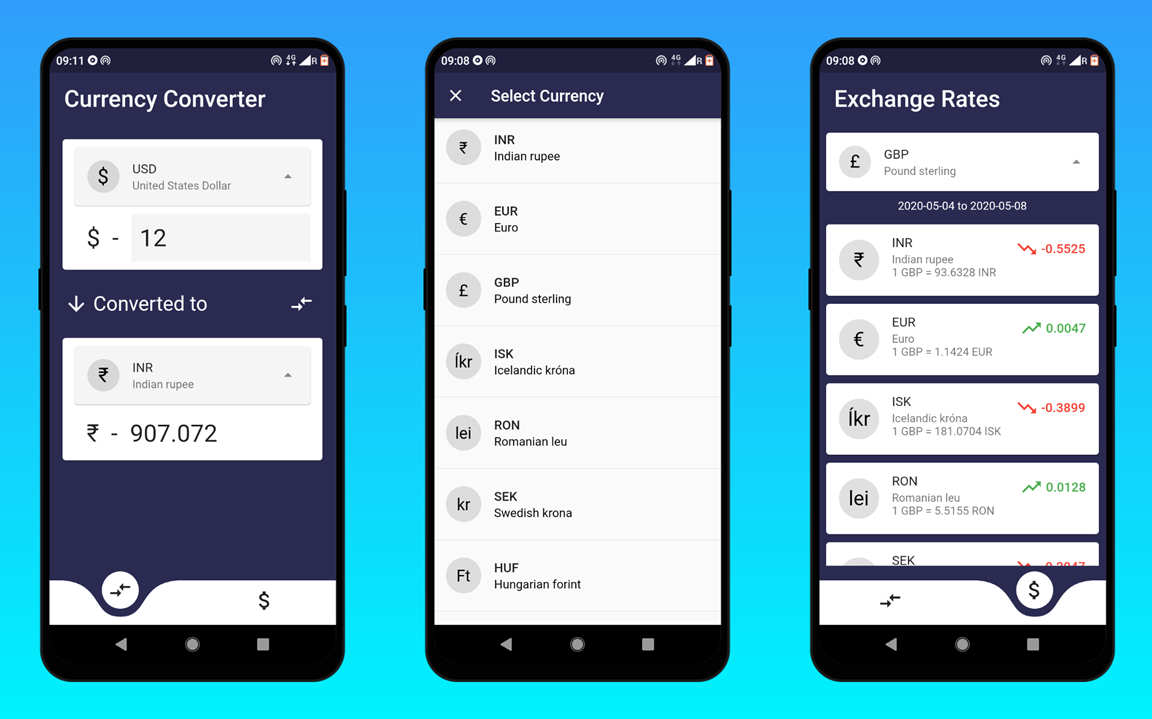 09:11
4G
R
Currency Converter
$
USD
United States Dollar
$ - 12
Converted to
₹
INR
Indian rupee
₹ - 907.072
$
09:08
4G
R
Select Currency
₹
INR
Indian rupee
€
EUR
Euro
£
GBP
Pound sterling
Íkr
ISK
Icelandic króna
lei
RON
Romanian leu
kr
SEK
Swedish krona
Ft
HUF
Hungarian forint
09:08
4G
R
Exchange Rates
£
GBP
Pound sterling
2020-05-04 to 2020-05-08
₹
INR
Indian rupee
1 GBP = 93.6328 INR
-0.5525
€
EUR
Euro
1 GBP = 1.1424 EUR
0.0047
Íkr
ISK
Icelandic króna
1 GBP = 181.0704 ISK
-0.3899
lei
RON
Romanian leu
1 GBP = 5.5155 RON
0.0128
SEK
$